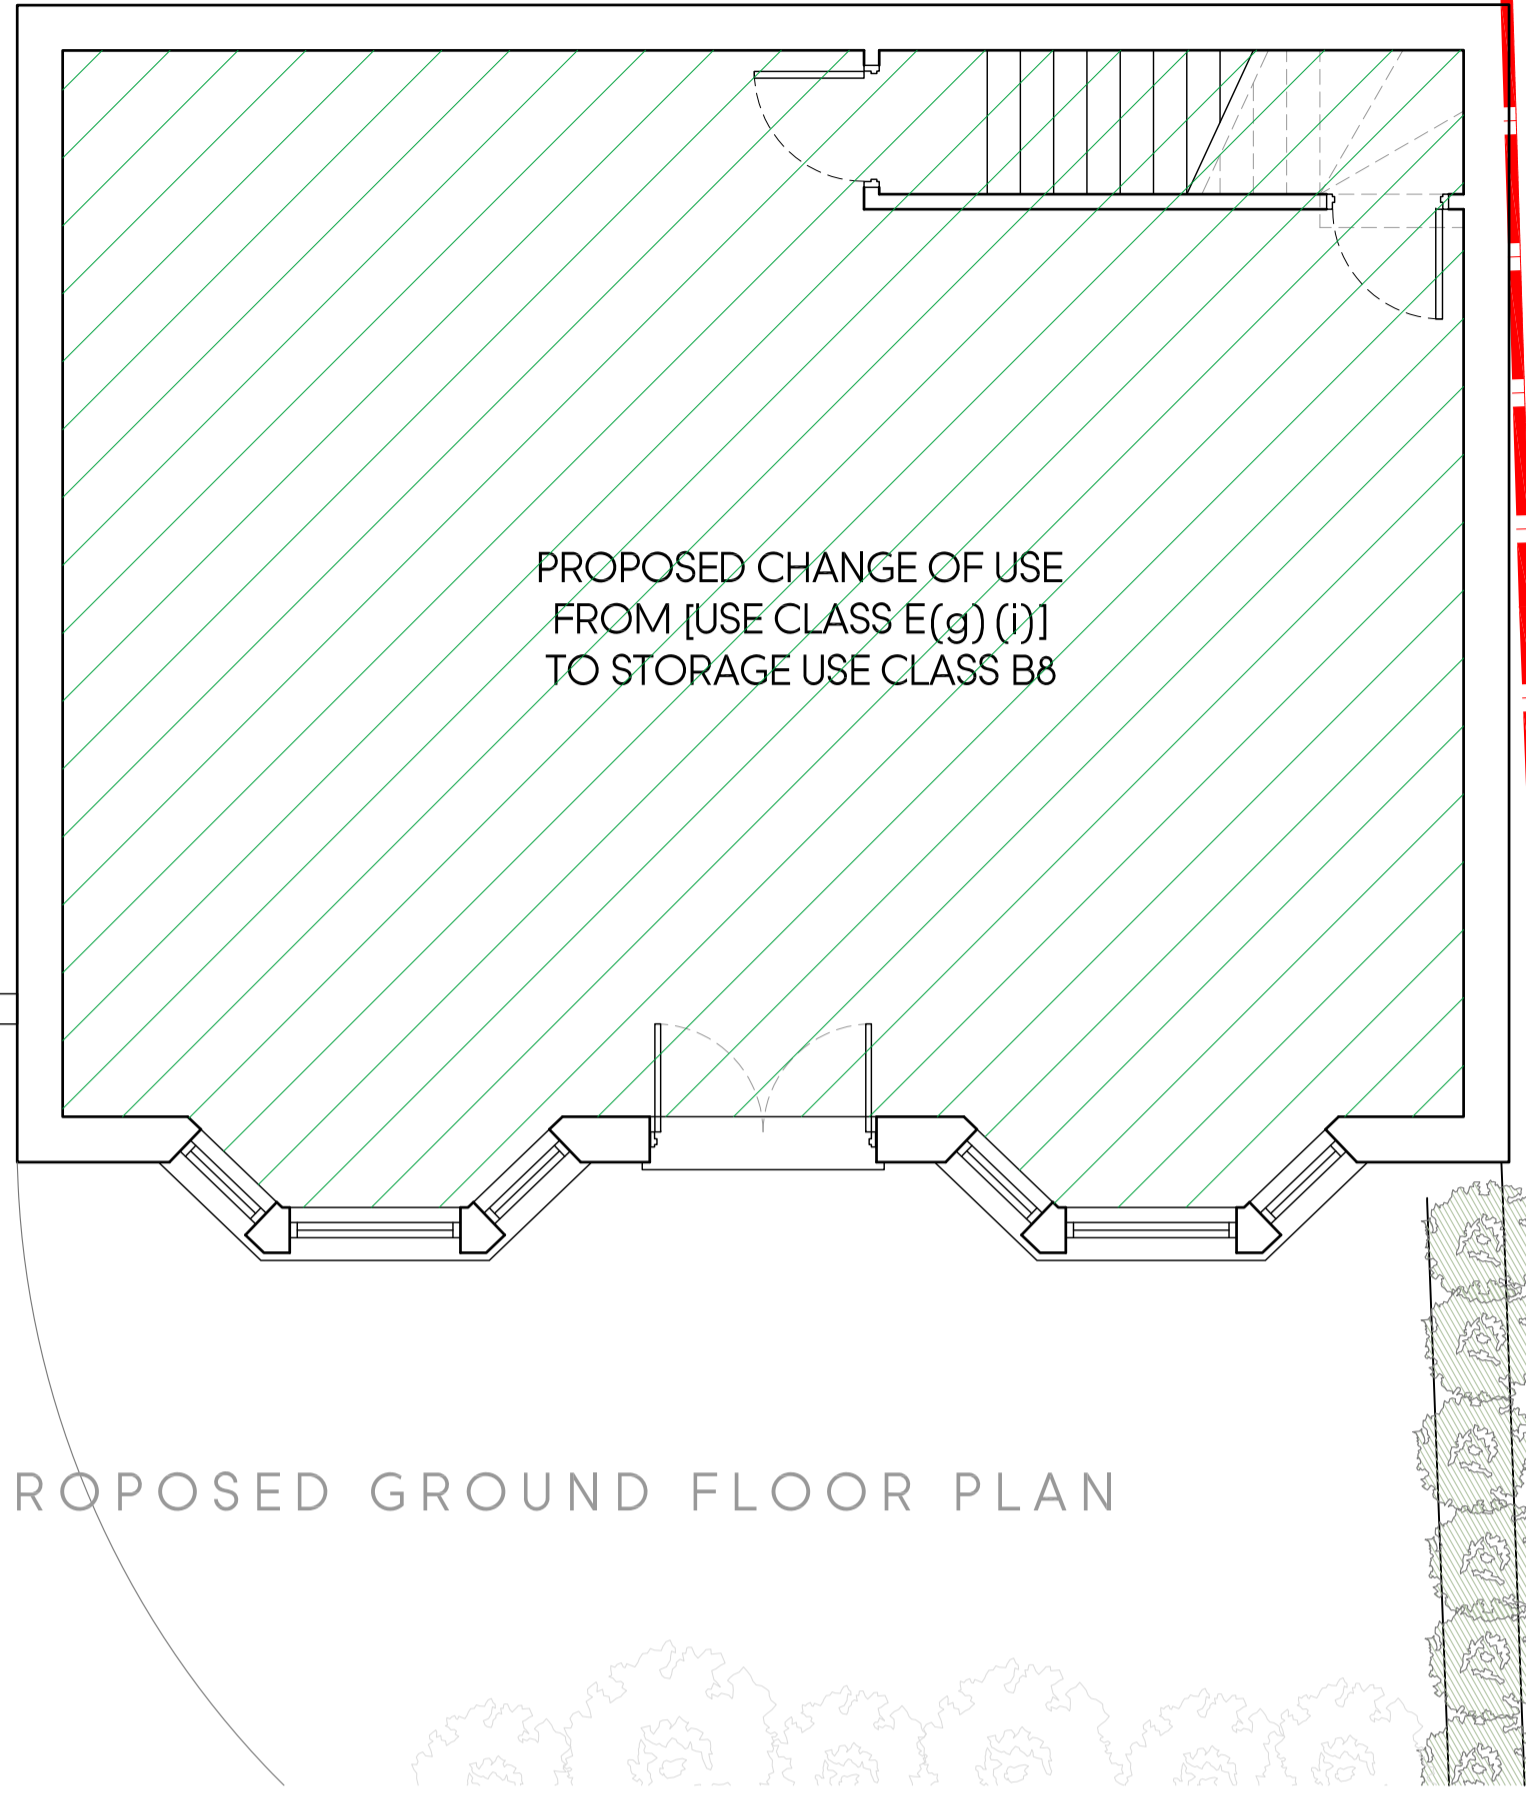 PROPOSED CHANGE OF USE
FROM [USE CLASS E(g) (i)]
TO STORAGE USE CLASS B8
ROPOSED GROUND FLOOR PLAN